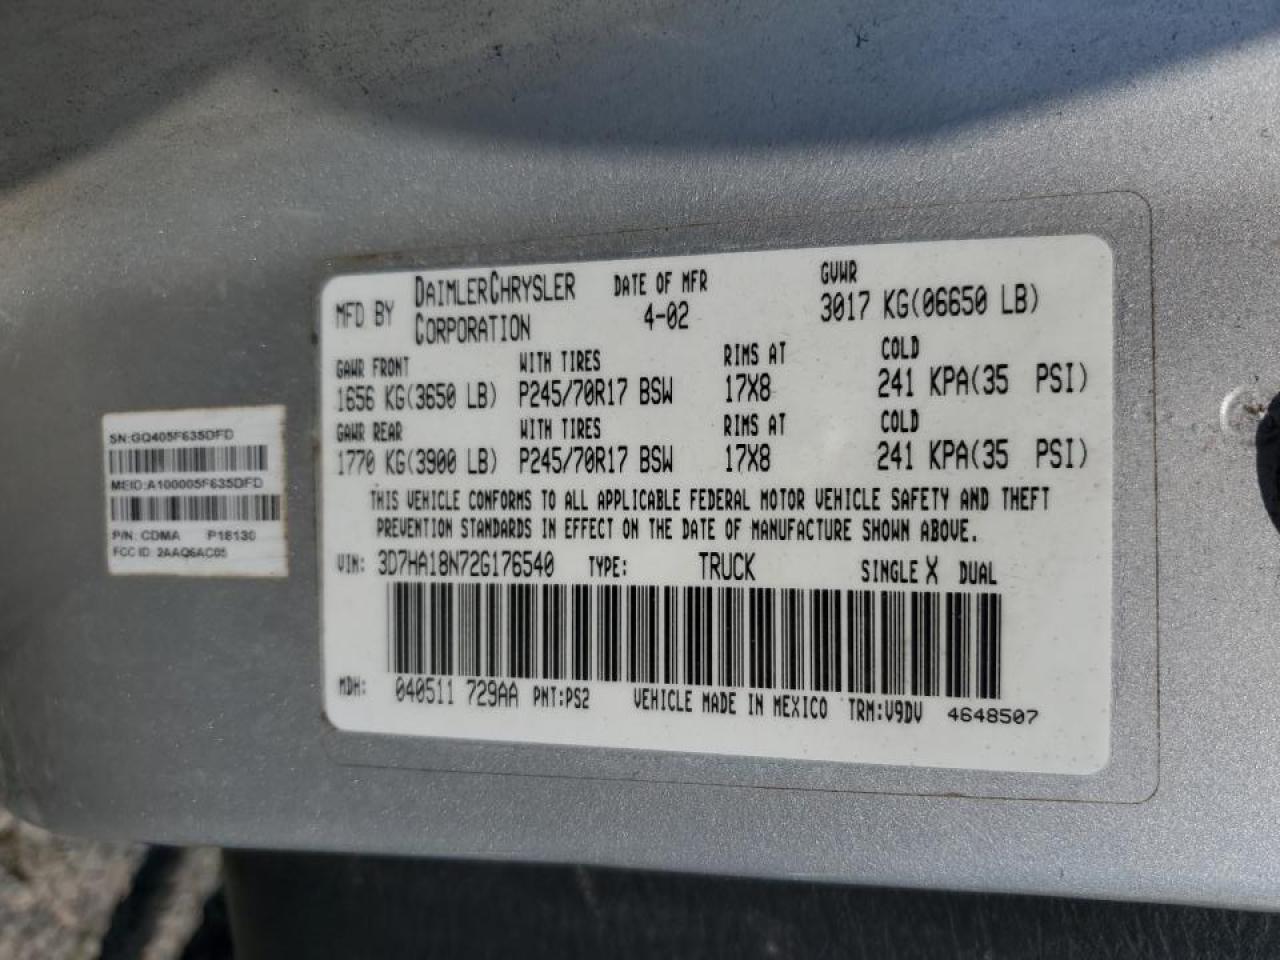 SN:GQ405F635DFD
MEID:A100005F635DFD
P/N: CDMA P18130
FCC ID: 2AAQ6AC05
MFD BY DAIMLERCHRYSLER CORPORATION
DATE OF MFR 4-02
GVWR 3017 KG(06650 LB)
GAWR FRONT WITH TIRES RIMS AT COLD
1656 KG(3650 LB) P245/70R17 BSW 17X8 241 KPA(35 PSI)
GAWR REAR WITH TIRES RIMS AT COLD
1770 KG(3900 LB) P245/70R17 BSW 17X8 241 KPA(35 PSI)
THIS VEHICLE CONFORMS TO ALL APPLICABLE FEDERAL MOTOR VEHICLE SAFETY AND THEFT
PREVENTION STANDARDS IN EFFECT ON THE DATE OF MANUFACTURE SHOWN ABOVE.
VIN: 3D7HA18N72G176540 TYPE: TRUCK SINGLE X DUAL
MDH: 040511 729AA PNT:PS2 VEHICLE MADE IN MEXICO TRM:V9DV 4648507